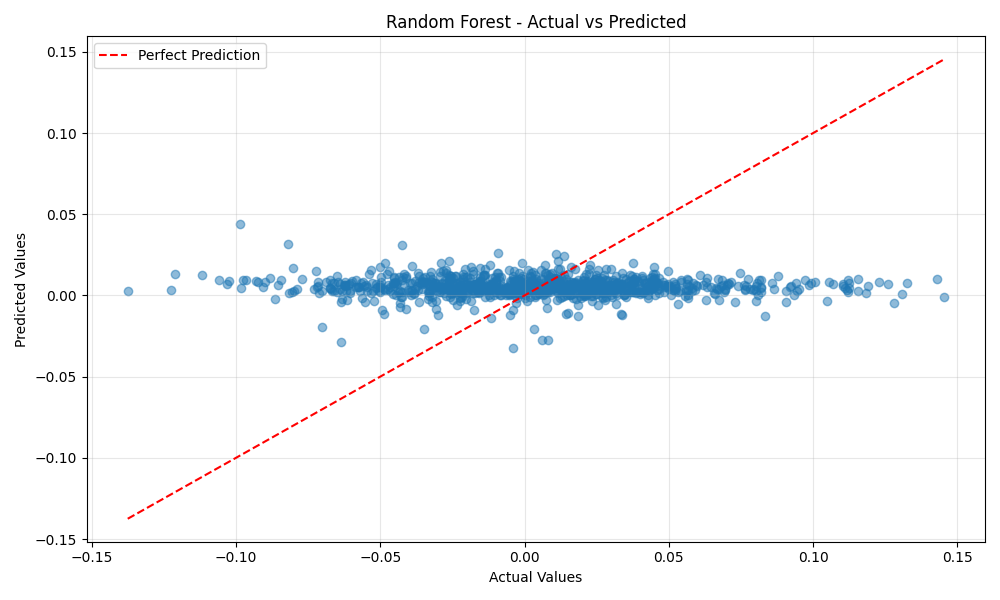 Random Forest - Actual vs Predicted
Perfect Prediction
Predicted Values
0.15
0.10
0.05
0.00
−0.05
−0.10
−0.15
−0.15 −0.10 −0.05 0.00 0.05 0.10 0.15
Actual Values